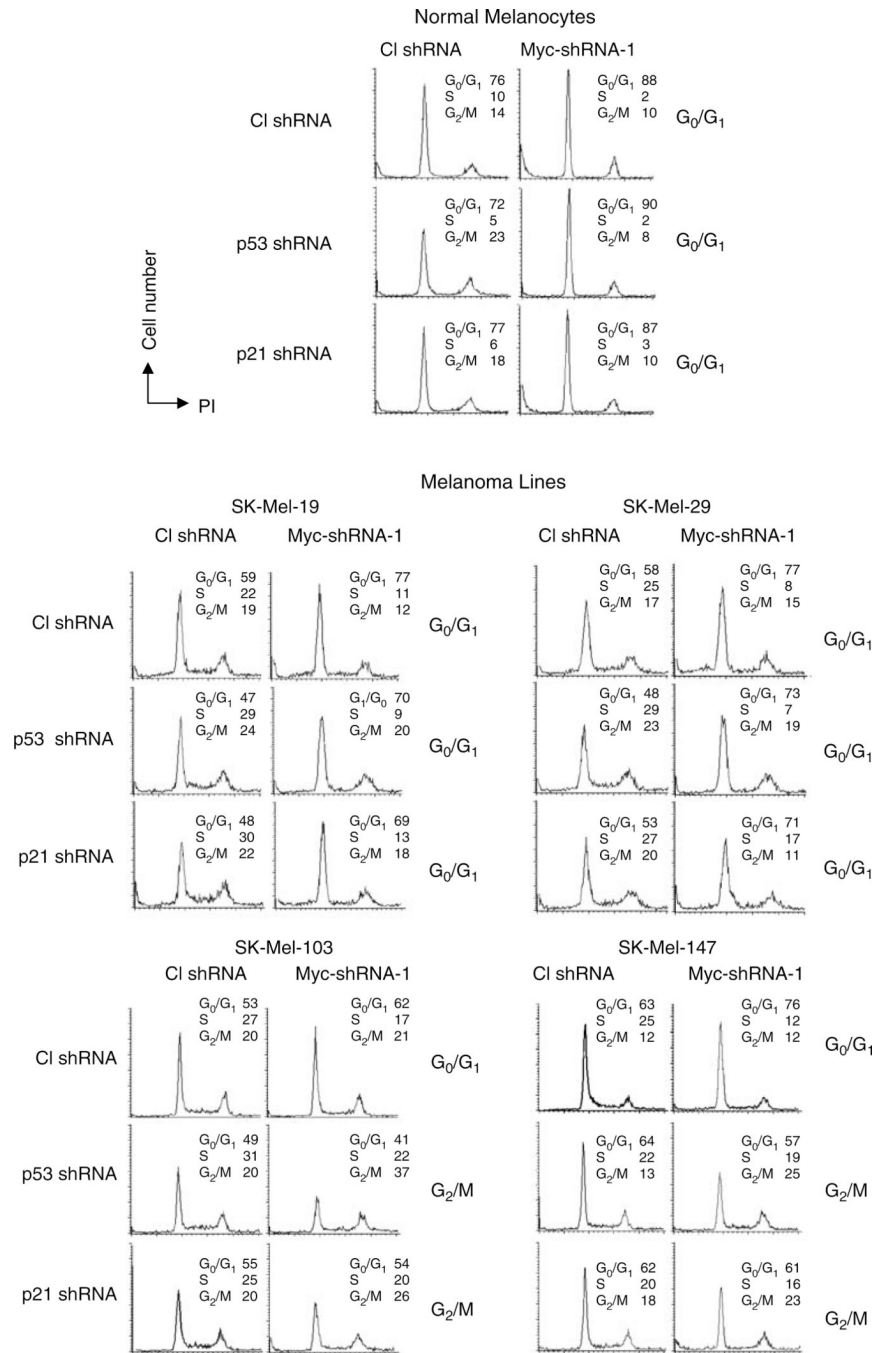 Normal Melanocytes
Cl shRNA Myc-shRNA-1
Cl shRNA
G₀/G₁ 76
S 10
G₂/M 14
G₀/G₁ 88
S 2
G₂/M 10
G₀/G₁
p53 shRNA
G₀/G₁ 72
S 5
G₂/M 23
G₀/G₁ 90
S 2
G₂/M 8
G₀/G₁
p21 shRNA
G₀/G₁ 77
S 6
G₂/M 18
G₀/G₁ 87
S 3
G₂/M 10
G₀/G₁
Cell number
PI
Melanoma Lines
SK-Mel-19
Cl shRNA Myc-shRNA-1
Cl shRNA
G₀/G₁ 59
S 22
G₂/M 19
G₀/G₁ 77
S 11
G₂/M 12
G₀/G₁
p53 shRNA
G₀/G₁ 47
S 29
G₂/M 24
G₁/G₀ 70
S 9
G₂/M 20
G₀/G₁
p21 shRNA
G₀/G₁ 48
S 30
G₂/M 22
G₀/G₁ 69
S 13
G₂/M 18
G₀/G₁
SK-Mel-29
Cl shRNA Myc-shRNA-1
G₀/G₁ 58
S 25
G₂/M 17
G₀/G₁ 77
S 8
G₂/M 15
G₀/G₁
G₀/G₁ 48
S 29
G₂/M 23
G₀/G₁ 73
S 7
G₂/M 19
G₀/G₁
G₀/G₁ 53
S 27
G₂/M 20
G₀/G₁ 71
S 17
G₂/M 11
G₀/G₁
SK-Mel-103
Cl shRNA Myc-shRNA-1
Cl shRNA
G₀/G₁ 53
S 27
G₂/M 20
G₀/G₁ 62
S 17
G₂/M 21
G₀/G₁
p53 shRNA
G₀/G₁ 49
S 31
G₂/M 20
G₀/G₁ 41
S 22
G₂/M 37
G₂/M
p21 shRNA
G₀/G₁ 55
S 25
G₂/M 20
G₀/G₁ 54
S 20
G₂/M 26
G₂/M
SK-Mel-147
Cl shRNA Myc-shRNA-1
G₀/G₁ 63
S 25
G₂/M 12
G₀/G₁ 76
S 12
G₂/M 12
G₀/G₁
G₀/G₁ 64
S 22
G₂/M 13
G₀/G₁ 57
S 19
G₂/M 25
G₂/M
G₀/G₁ 62
S 20
G₂/M 18
G₀/G₁ 61
S 16
G₂/M 23
G₂/M